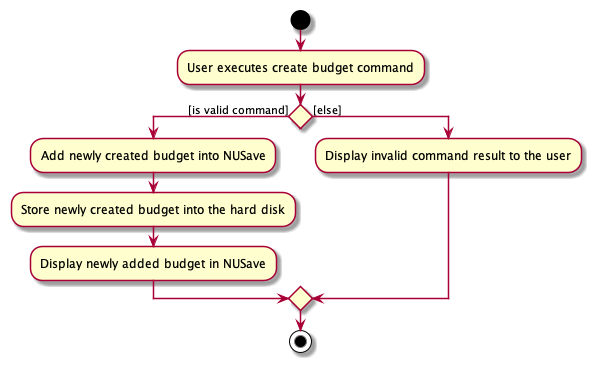 User executes create budget command
[is valid command]
[else]
Add newly created budget into NUSave
Display invalid command result to the user
Store newly created budget into the hard disk
Display newly added budget in NUSave